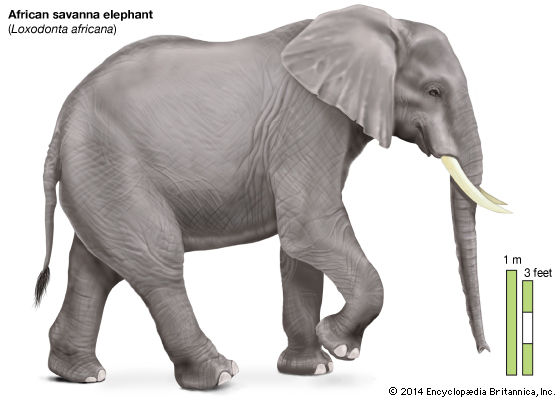 African savanna elephant
(Loxodonta africana)
1 m
3 feet
© 2014 Encyclopædia Britannica, Inc.